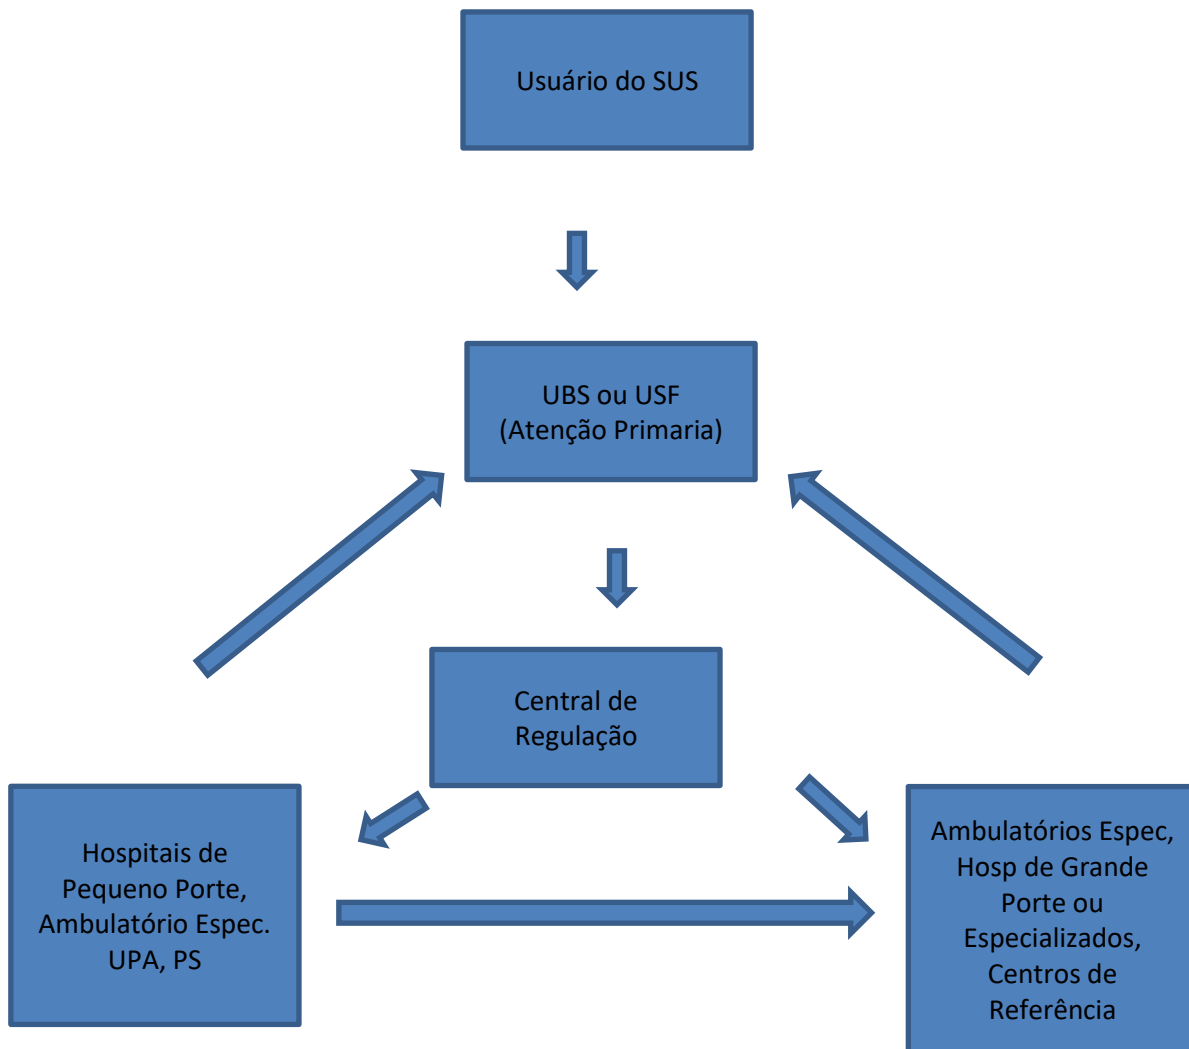 Usuário do SUS
UBS ou USF
(Atenção Primaria)
Central de
Regulação
Hospitais de
Pequeno Porte,
Ambulatório Espec.
UPA, PS
Ambulatórios Espec,
Hosp de Grande
Porte ou
Especializados,
Centros de
Referência